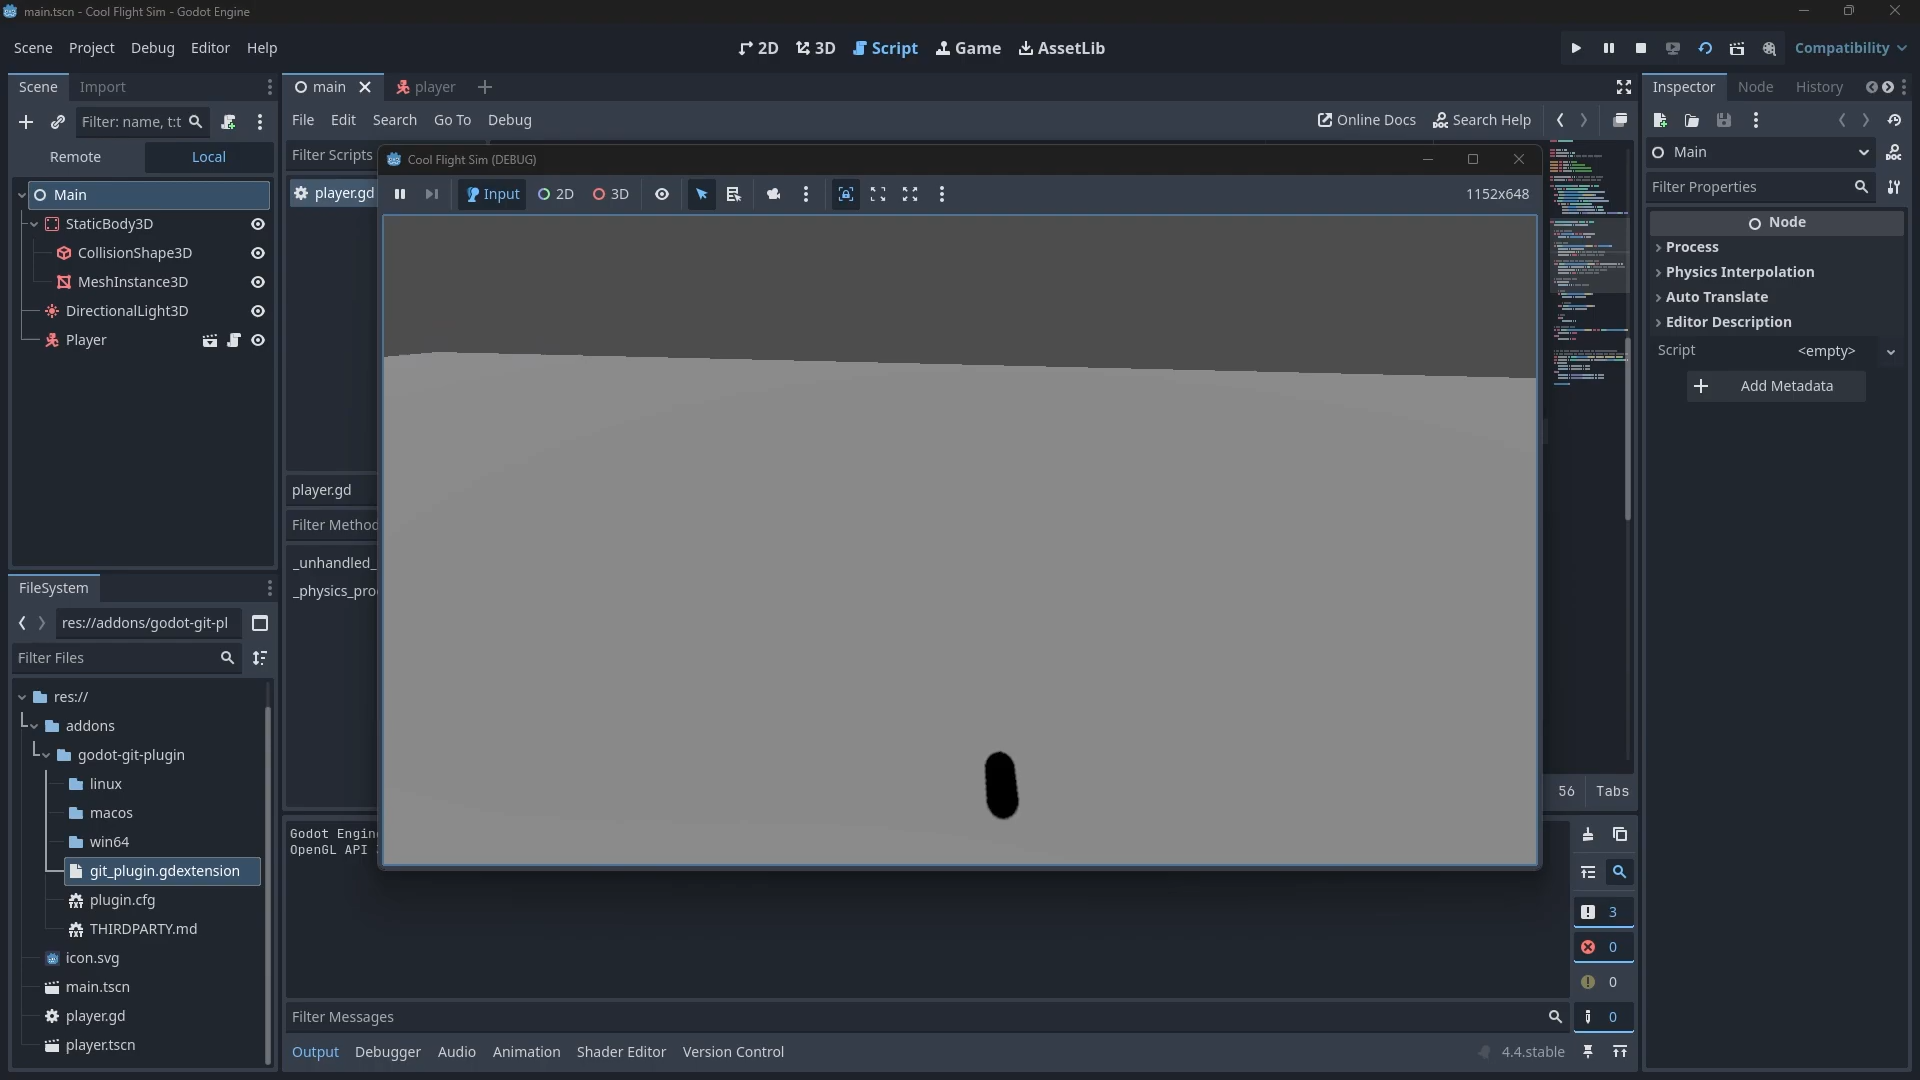 main.tscn - Cool Flight Sim - Godot Engine
Scene Project Debug Editor Help
2D 3D Script Game AssetLib
Compatibility
Scene Import
main player
Inspector Node History
Filter: name, t:t
File Edit Search Go To Debug
Online Docs Search Help
Remote Local
Filter Scripts
Main
Cool Flight Sim (DEBUG)
Filter Properties
Main
player.gd
Input 2D 3D
1152x648
StaticBody3D
CollisionShape3D
MeshInstance3D
DirectionalLight3D
Player
Node
Process
Physics Interpolation
Auto Translate
Editor Description
Script <empty>
Add Metadata
player.gd
Filter Method
_unhandled_
_physics_pro
FileSystem
res://addons/godot-git-pl
Filter Files
res://
addons
godot-git-plugin
linux
macos
win64
git_plugin.gdextension
plugin.cfg
THIRDPARTY.md
icon.svg
main.tscn
player.gd
player.tscn
56 Tabs
Godot Engin
OpenGL API
3
0
0
0
Filter Messages
Output Debugger Audio Animation Shader Editor Version Control
4.4.stable